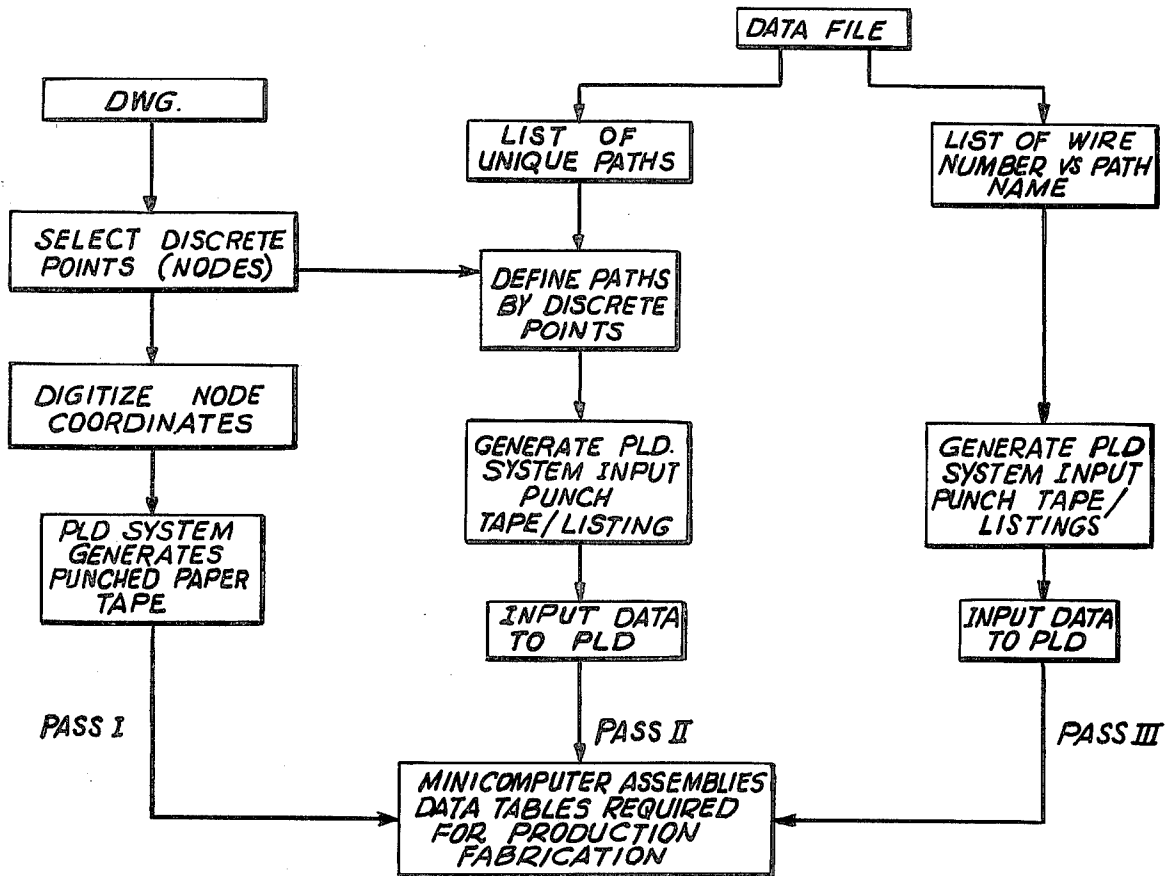 DATA FILE
DWG.
LIST OF
UNIQUE PATHS
LIST OF WIRE
NUMBER VS PATH
NAME
SELECT DISCRETE
POINTS (NODES)
DEFINE PATHS
BY DISCRETE
POINTS
DIGITIZE NODE
COORDINATES
GENERATE PLD.
SYSTEM INPUT
PUNCH
TAPE/LISTING
GENERATE PLD
SYSTEM INPUT
PUNCH TAPE/
LISTINGS
PLD SYSTEM
GENERATES
PUNCHED PAPER
TAPE
INPUT DATA
TO PLD
INPUT DATA
TO PLD
PASS I
PASS II
PASS III
MINICOMPUTER ASSEMBLIES
DATA TABLES REQUIRED
FOR PRODUCTION
FABRICATION